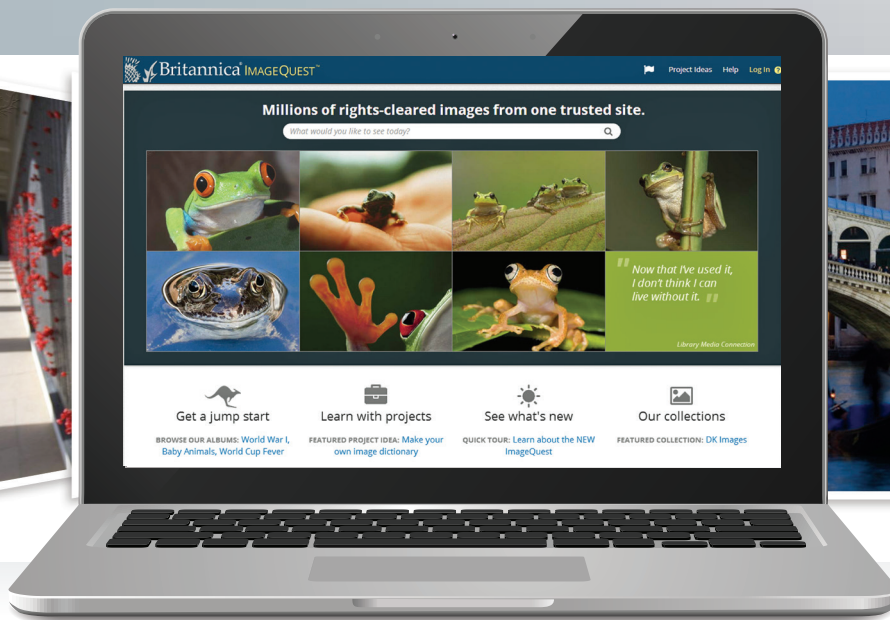 Britannica® IMAGEQUEST™
Project Ideas Help Log In ?
Millions of rights-cleared images from one trusted site.
What would you like to see today?
" Now that I've used it,
I don't think I can
live without it. "
Library Media Connection
Get a jump start
BROWSE OUR ALBUMS: World War I,
Baby Animals, World Cup Fever
Learn with projects
FEATURED PROJECT IDEA: Make your
own image dictionary
See what's new
QUICK TOUR: Learn about the NEW
ImageQuest
Our collections
FEATURED COLLECTION: DK Images